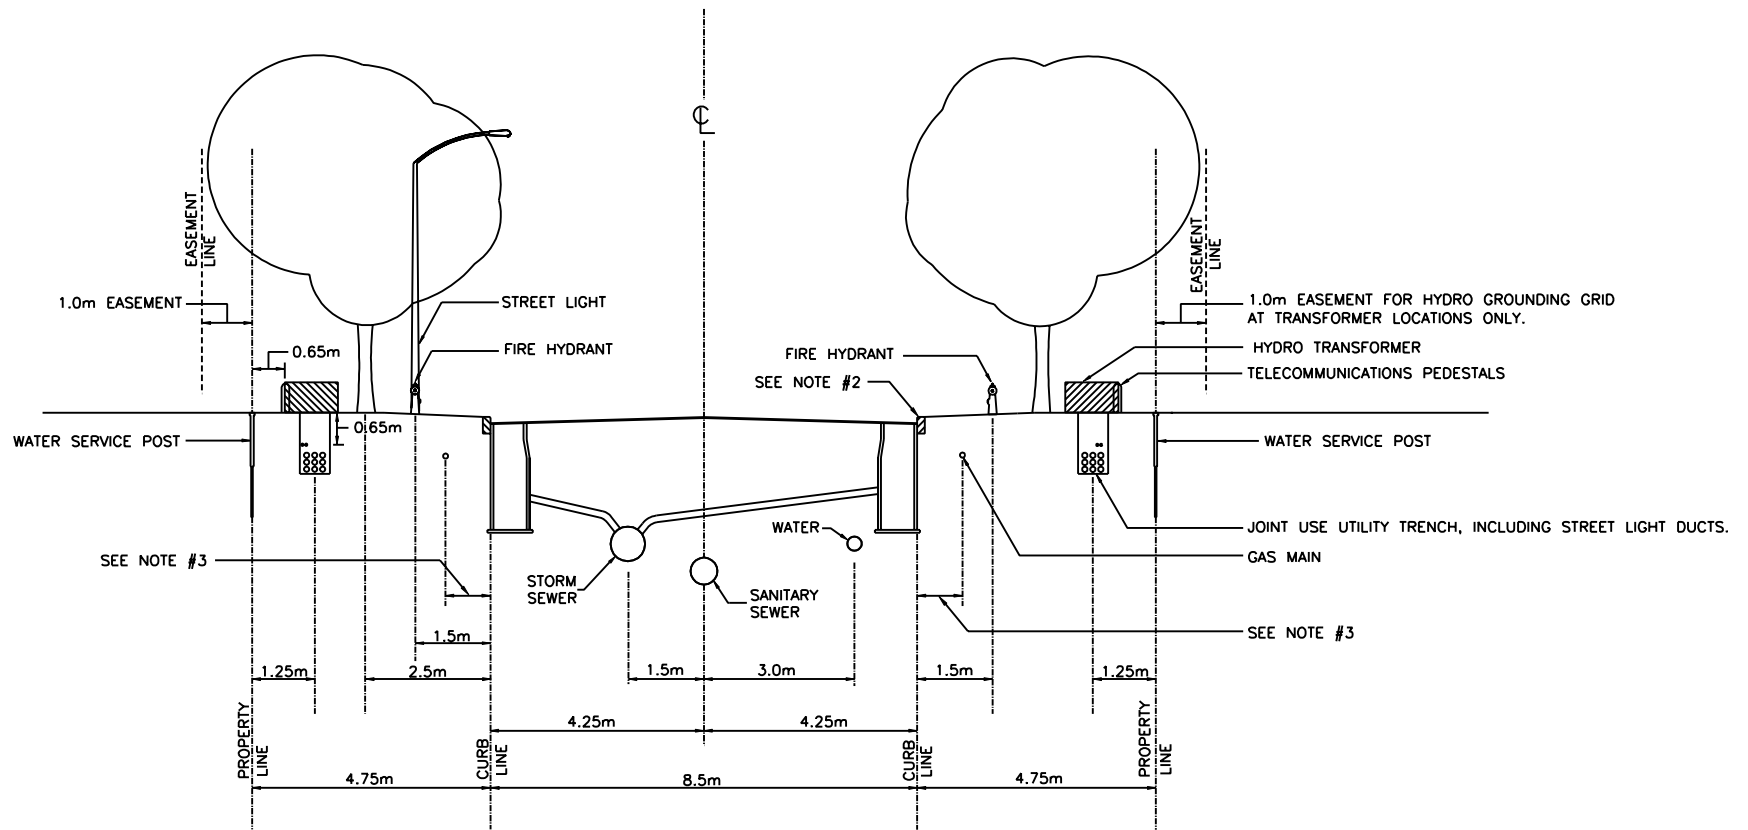 ℄
EASEMENT
LINE
EASEMENT
LINE
1.0m EASEMENT
STREET LIGHT
1.0m EASEMENT FOR HYDRO GROUNDING GRID
AT TRANSFORMER LOCATIONS ONLY.
0.65m
FIRE HYDRANT
FIRE HYDRANT
HYDRO TRANSFORMER
SEE NOTE #2
TELECOMMUNICATIONS PEDESTALS
0.65m
WATER SERVICE POST
WATER SERVICE POST
WATER
JOINT USE UTILITY TRENCH, INCLUDING STREET LIGHT DUCTS.
SEE NOTE #3
GAS MAIN
STORM
SEWER
SANITARY
SEWER
SEE NOTE #3
1.5m
1.25m
2.5m
1.5m
3.0m
1.5m
1.25m
4.25m
4.25m
PROPERTY
LINE
CURB
LINE
CURB
LINE
PROPERTY
LINE
4.75m
8.5m
4.75m